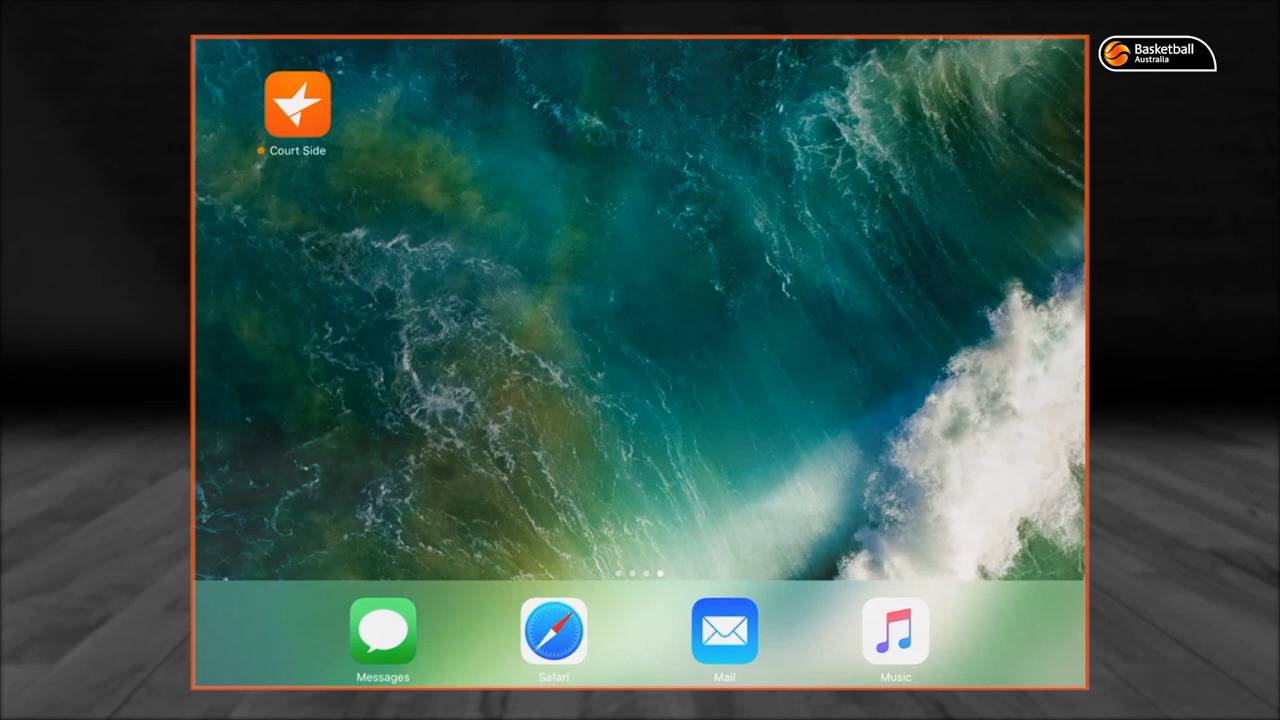 Basketball
Australia
Court Side
Messages
Safari
Mail
Music